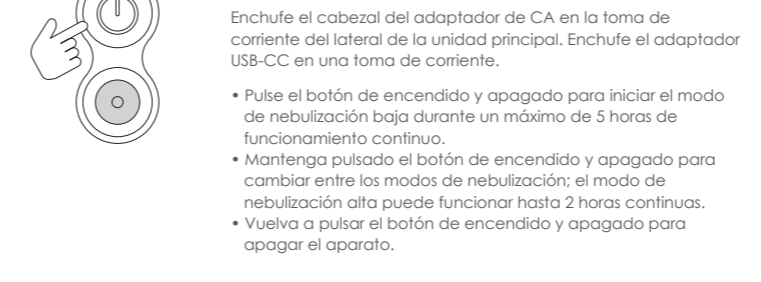 Enchufe el cabezal del adaptador de CA en la toma de
corriente del lateral de la unidad principal. Enchufe el adaptador
USB-CC en una toma de corriente.
• Pulse el botón de encendido y apagado para iniciar el modo
de nebulización baja durante un máximo de 5 horas de
funcionamiento continuo.
• Mantenga pulsado el botón de encendido y apagado para
cambiar entre los modos de nebulización; el modo de
nebulización alta puede funcionar hasta 2 horas continuas.
• Vuelva a pulsar el botón de encendido y apagado para
apagar el aparato.